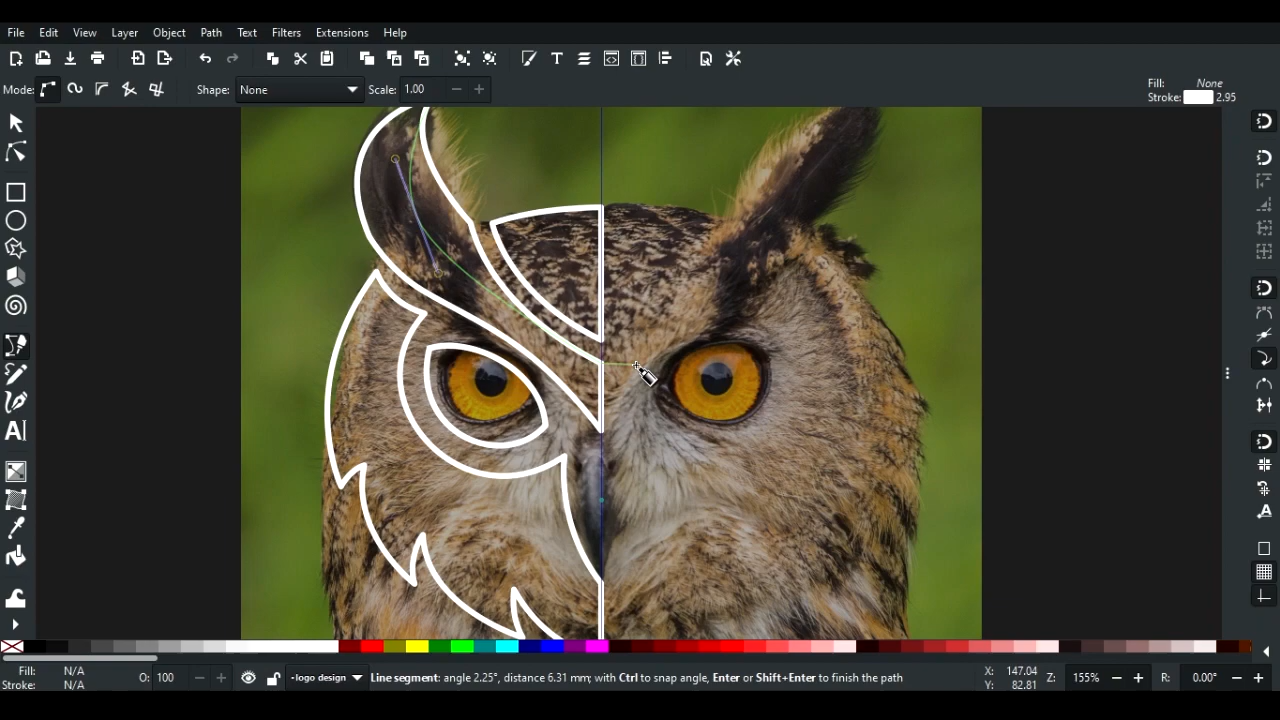 File Edit View Layer Object Path Text Filters Extensions Help
Mode: Shape: None Scale: 1.00 Fill: None
Stroke: 2.95
Fill: N/A O: 100 •logo design Line segment: angle 2.25°, distance 6.31 mm; with Ctrl to snap angle, Enter or Shift+Enter to finish the path X: 147.04 Z: 155% R: 0.00°
Stroke: N/A Y: 82.81